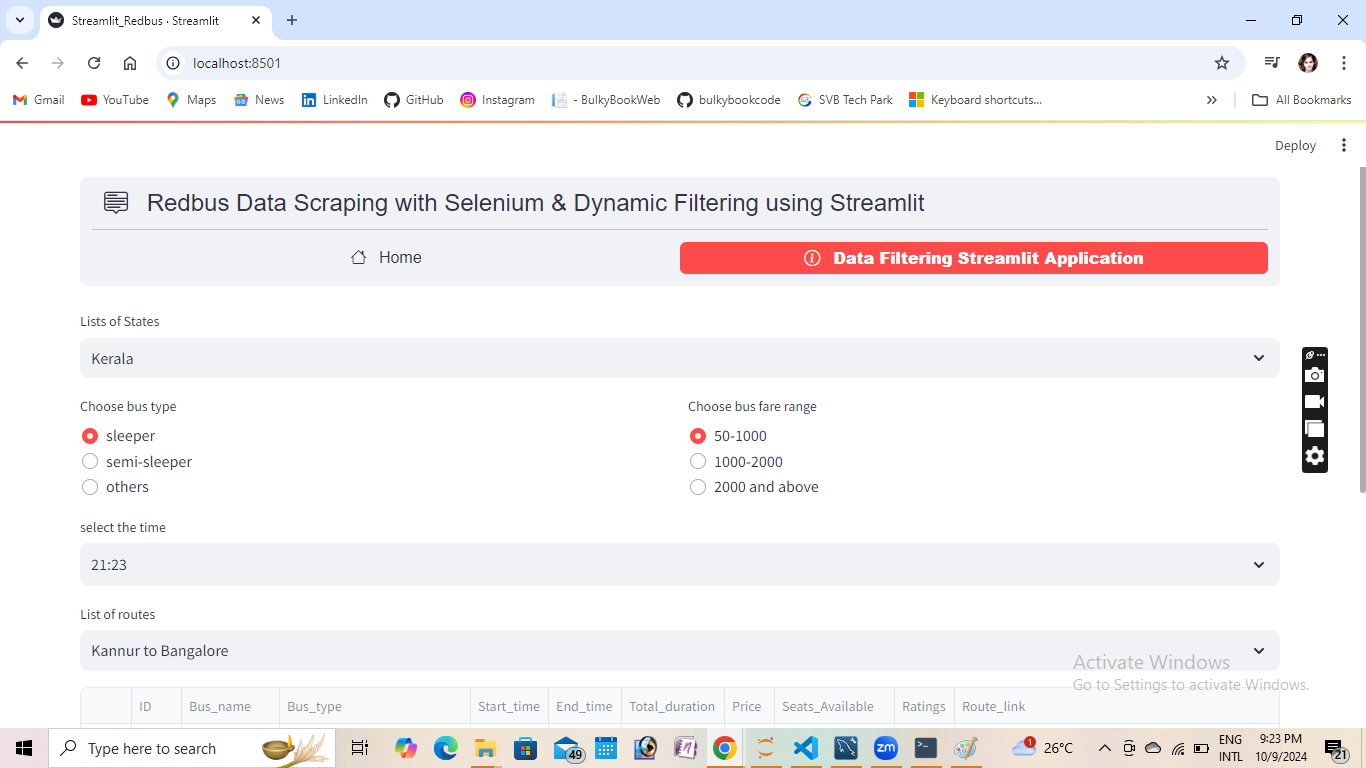 Streamlit_Redbus · Streamlit
localhost:8501
Gmail YouTube Maps News LinkedIn GitHub Instagram - BulkyBookWeb bulkybookcode SVB Tech Park Keyboard shortcuts... All Bookmarks
Deploy
Redbus Data Scraping with Selenium & Dynamic Filtering using Streamlit
Home Data Filtering Streamlit Application
Lists of States
Kerala
Choose bus type Choose bus fare range
sleeper 50-1000
semi-sleeper 1000-2000
others 2000 and above
select the time
21:23
List of routes
Kannur to Bangalore
Activate Windows
Go to Settings to activate Windows.
ID Bus_name Bus_type Start_time End_time Total_duration Price Seats_Available Ratings Route_link
Type here to search 49 zm 1 26°C ENG 9:23 PM
INTL 10/9/2024 21